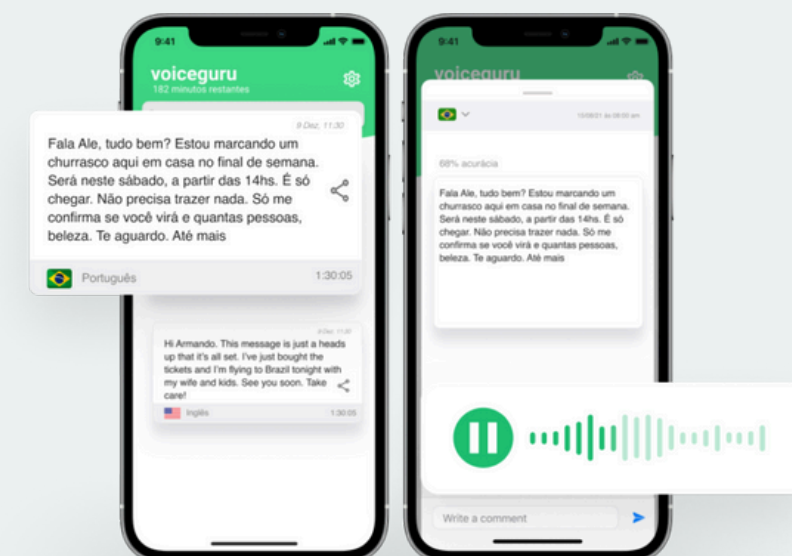 9:41
voiceguru
182 minutos restantes
9 Dez, 11:30
Fala Ale, tudo bem? Estou marcando um
churrasco aqui em casa no final de semana.
Será neste sábado, a partir das 14hs. É só
chegar. Não precisa trazer nada. Só me
confirma se você virá e quantas pessoas,
beleza. Te aguardo. Até mais
Português
1:30:05
9 Dez, 11:30
Hi Armando. This message is just a heads
up that it's all set. I've just bought the
tickets and I'm flying to Brazil tonight with
my wife and kids. See you soon. Take
care!
Inglês
1:30:05
9:41
voiceguru
68% acurácia
Fala Ale, tudo bem? Estou marcando um
churrasco aqui em casa no final de semana.
Será neste sábado, a partir das 14hs. É só
chegar. Não precisa trazer nada. Só me
confirma se você virá e quantas pessoas,
beleza. Te aguardo. Até mais
Write a comment